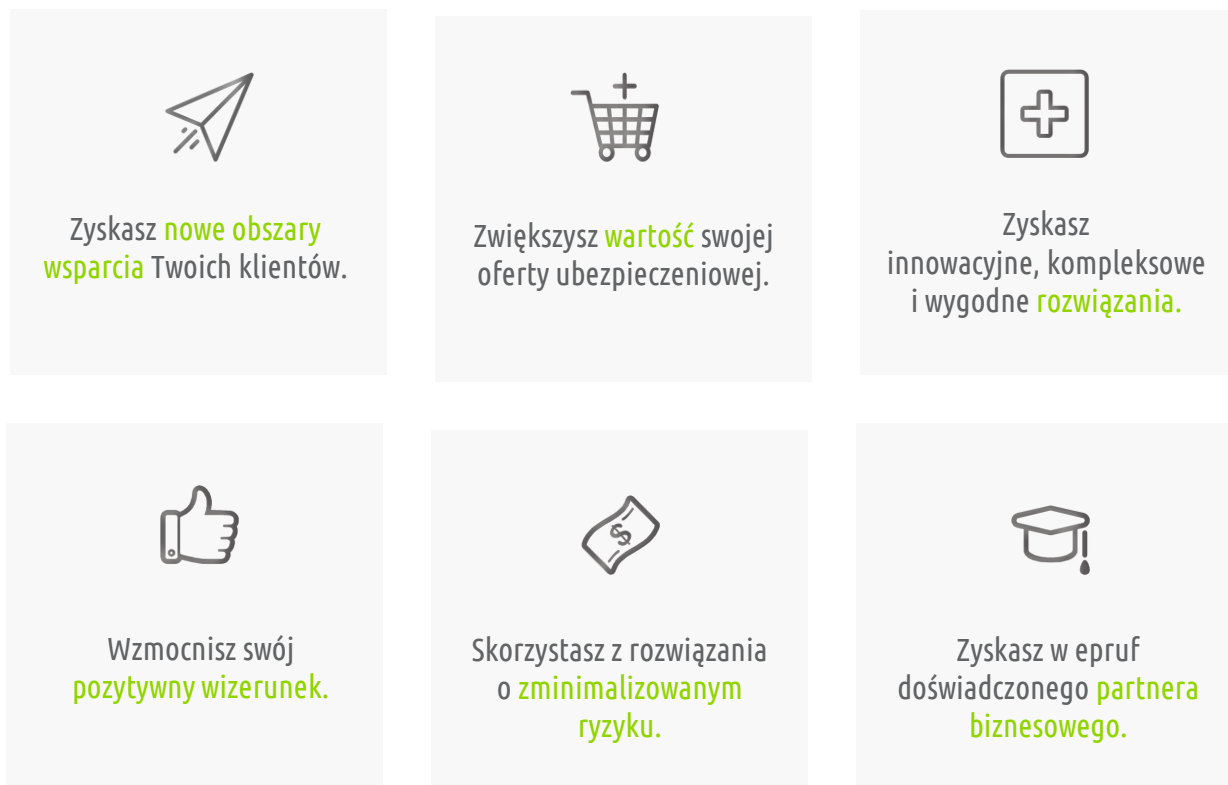 Zyskasz nowe obszary
wsparcia Twoich klientów.
Zwiększysz wartość swojej
oferty ubezpieczeniowej.
Zyskasz
innowacyjne, kompleksowe
i wygodne rozwiązania.
Wzmocnisz swój
pozytywny wizerunek.
$
Skorzystasz z rozwiązania
o zminimalizowanym
ryzyku.
Zyskasz w epruf
doświadczonego partnera
biznesowego.